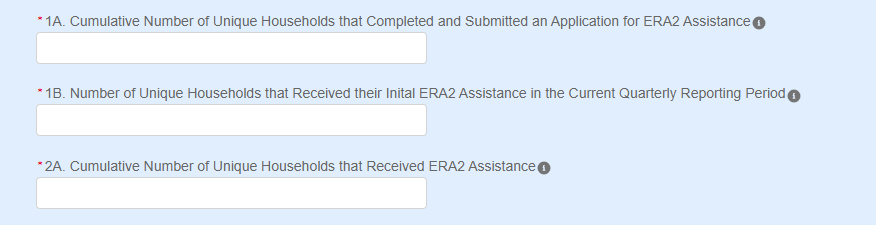 * 1A. Cumulative Number of Unique Households that Completed and Submitted an Application for ERA2 Assistance
* 1B. Number of Unique Households that Received their Inital ERA2 Assistance in the Current Quarterly Reporting Period
* 2A. Cumulative Number of Unique Households that Received ERA2 Assistance